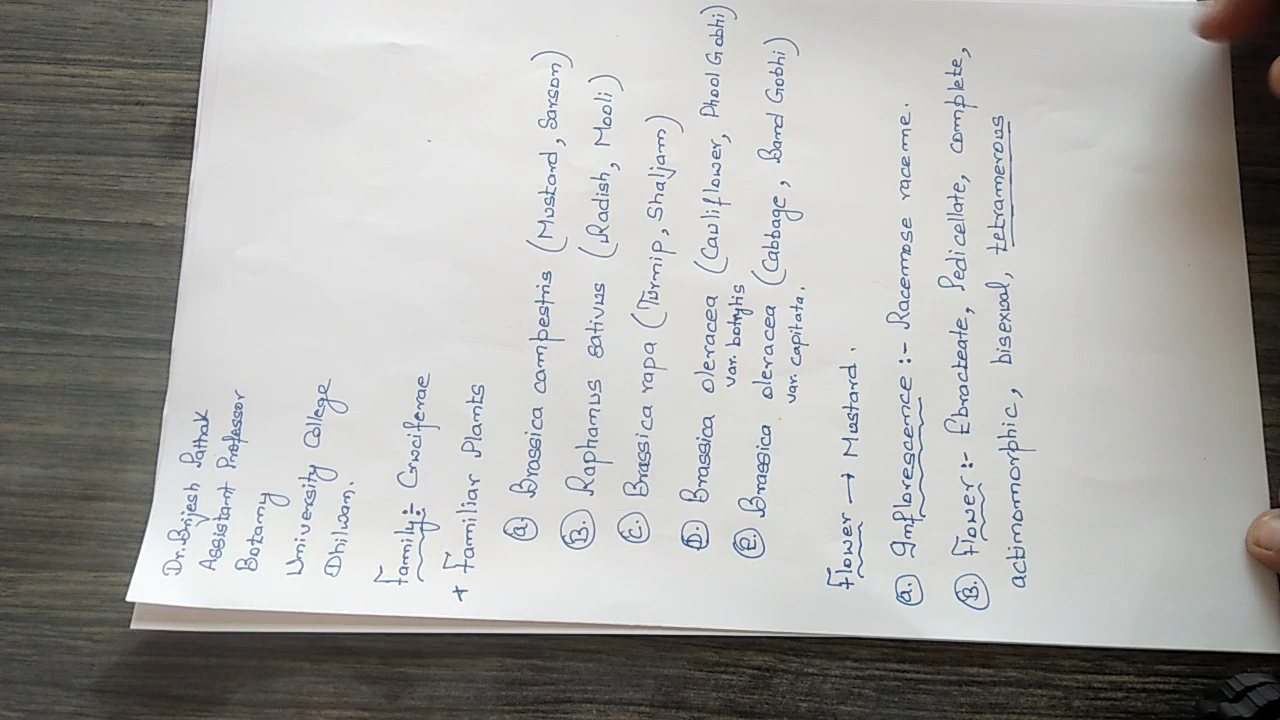 Dr. Brijesh Pathak
Assistant Professor
Botany
University College
Dhilwan.
Family:- Cruciferae
* Familiar Plants
(a) Brassica campestris (Mustard, Sarson)
(B.) Raphanus sativus (Radish, Mooli)
(C.) Brassica rapa (Turnip, Shaljam)
(D.) Brassica oleracea (Cauliflower, Phool Gobhi)
var. botrytis
(E.) Brassica oleracea (Cabbage, Band Gobhi)
var. capitata.
Flower → Mustard.
(a.) Inflorescence :- Racemose raceme.
(B.) Flower:- Ebracteate, Pedicellate, complete,
actinomorphic, bisexual, tetramerous